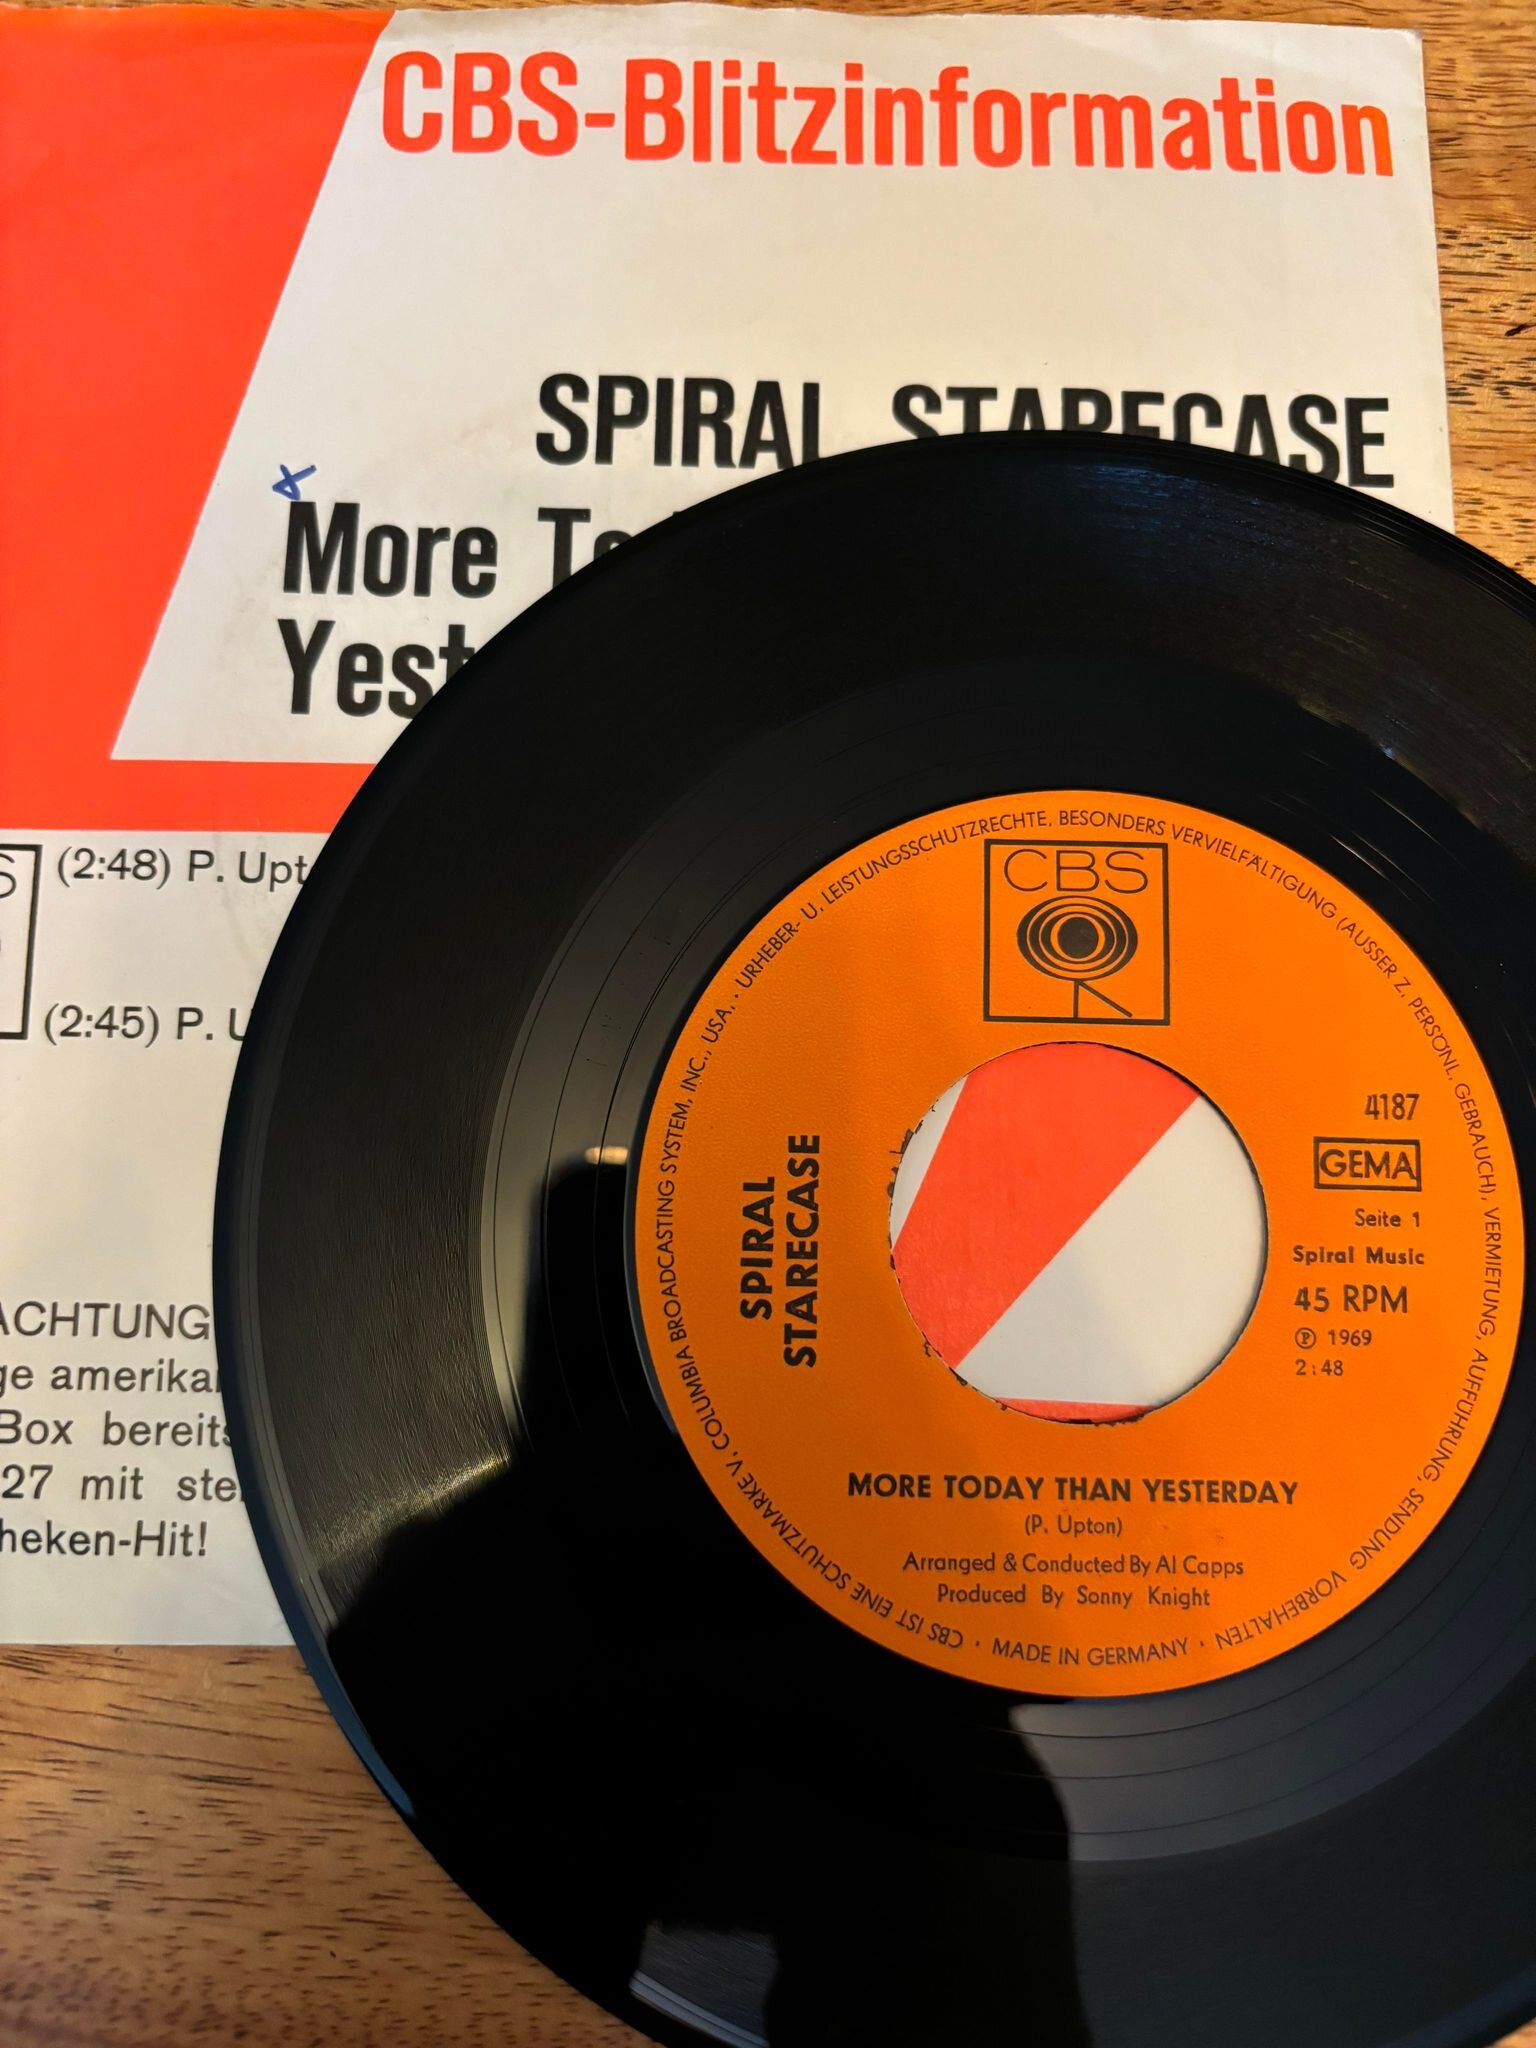 CBS-Blitzinformation
SPIRAL STARECASE
More
(2:48) P.
(2:45) P.
ACHTUNG
Box bereits
27 mit
URHEBER- U. LEISTUNGSSCHUTZRECHTE, BESONDERS VERVIELFÄLTIGUNG (AUSSER Z. PERSÖNL. GEBRAUCH), VERMIETUNG, AUFFÜHRUNG, SENDUNG VORBEHALTEN
CBS
4187
GEMA
Seite 1
Spiral Music
45 RPM
Ⓟ 1969
2:48
SPIRAL
STARECASE
MORE TODAY THAN YESTERDAY
(P. Upton)
Arranged & Conducted By Al Capps
Produced By Sonny Knight
· MADE IN GERMANY ·
CBS IST EINE SCHUTZMARKE V. COLUMBIA BROADCASTING SYSTEM, INC., USA. ·